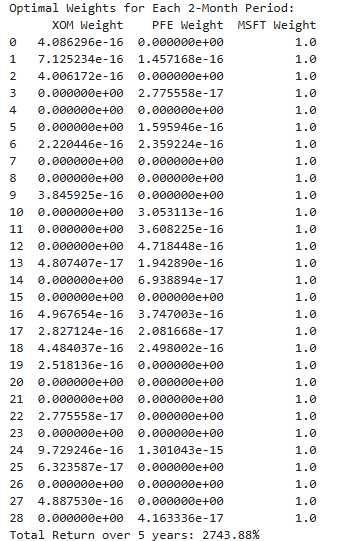 Optimal Weights for Each 2-Month Period:
XOM Weight PFE Weight MSFT Weight
0 4.086296e-16 0.000000e+00 1.0
1 7.125234e-16 1.457168e-16 1.0
2 4.006172e-16 0.000000e+00 1.0
3 0.000000e+00 2.775558e-17 1.0
4 0.000000e+00 0.000000e+00 1.0
5 0.000000e+00 1.595946e-16 1.0
6 2.220446e-16 2.359224e-16 1.0
7 0.000000e+00 0.000000e+00 1.0
8 0.000000e+00 0.000000e+00 1.0
9 3.845925e-16 0.000000e+00 1.0
10 0.000000e+00 3.053113e-16 1.0
11 0.000000e+00 3.608225e-16 1.0
12 0.000000e+00 4.718448e-16 1.0
13 4.807407e-17 1.942890e-16 1.0
14 0.000000e+00 6.938894e-17 1.0
15 0.000000e+00 0.000000e+00 1.0
16 4.967654e-16 3.747003e-16 1.0
17 2.827124e-16 2.081668e-17 1.0
18 4.484037e-16 2.498002e-16 1.0
19 2.518136e-16 0.000000e+00 1.0
20 0.000000e+00 0.000000e+00 1.0
21 0.000000e+00 0.000000e+00 1.0
22 2.775558e-17 0.000000e+00 1.0
23 0.000000e+00 0.000000e+00 1.0
24 9.729246e-16 1.301043e-15 1.0
25 6.323587e-17 0.000000e+00 1.0
26 0.000000e+00 0.000000e+00 1.0
27 4.887530e-16 0.000000e+00 1.0
28 0.000000e+00 4.163336e-17 1.0
Total Return over 5 years: 2743.88%